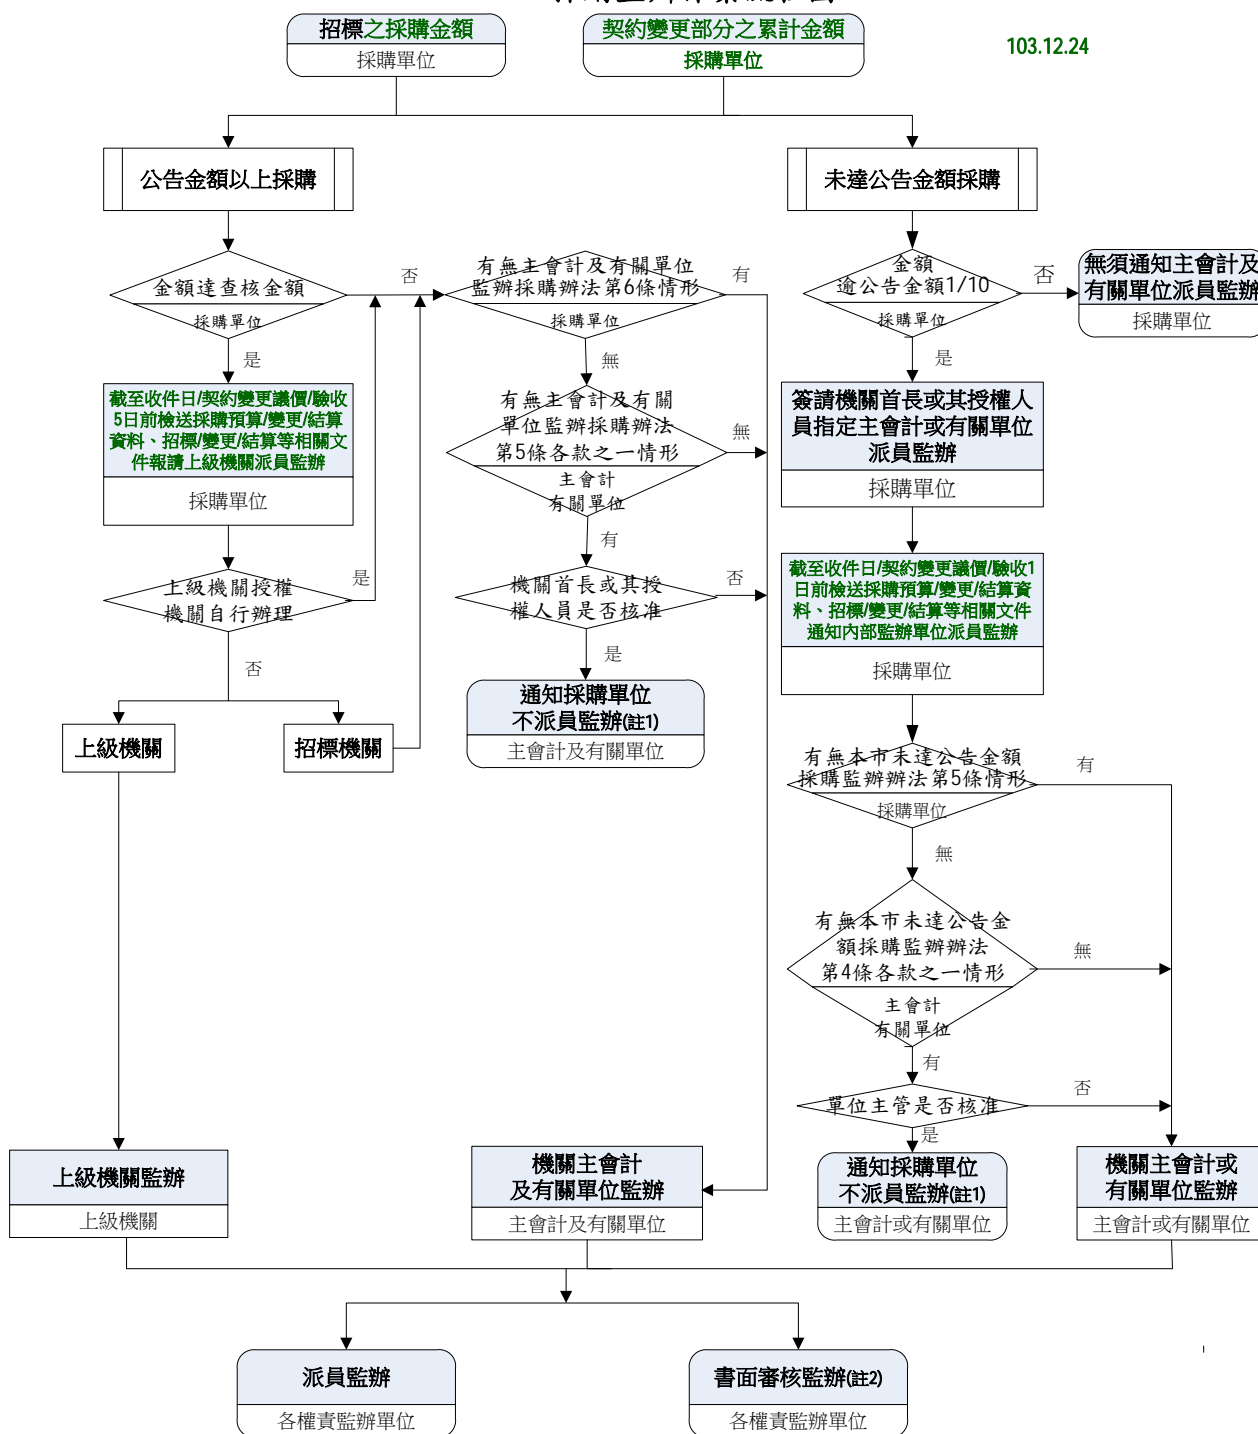 招標之採購金額
採購單位
契約變更部分之累計金額
採購單位
103.12.24
公告金額以上採購
未達公告金額採購
金額達查核金額
採購單位
否
是
有無主會計及有關單位
監辦採購辦法第6條情形
採購單位
有
無
金額
逾公告金額1/10
採購單位
否
是
無須通知主會計及
有關單位派員監辦
採購單位
截至收件日/契約變更議價/驗收
5日前檢送採購預算/變更/結算
資料、招標/變更/結算等相關文
件報請上級機關派員監辦
採購單位
有無主會計及有關
單位監辦採購辦法
第5條各款之一情形
主會計
有關單位
無
有
簽請機關首長或其授權人
員指定主會計或有關單位
派員監辦
採購單位
上級機關授權
機關自行辦理
是
否
機關首長或其授
權人員是否核准
否
是
截至收件日/契約變更議價/驗收1
日前檢送採購預算/變更/結算資
料、招標/變更/結算等相關文件
通知內部監辦單位派員監辦
採購單位
上級機關
招標機關
通知採購單位
不派員監辦(註1)
主會計及有關單位
有無本市未達公告金額
採購監辦辦法第5條情形
採購單位
有
無
有無本市未達公告金
額採購監辦辦法
第4條各款之一情形
主會計
有關單位
無
有
單位主管是否核准
否
是
上級機關監辦
上級機關
機關主會計
及有關單位監辦
主會計及有關單位
通知採購單位
不派員監辦(註1)
主會計或有關單位
機關主會計或
有關單位監辦
主會計或有關單位
派員監辦
各權責監辦單位
書面審核監辦(註2)
各權責監辦單位